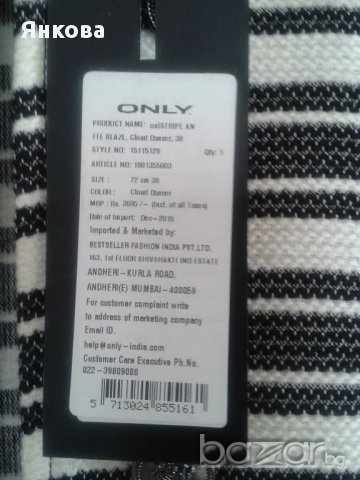 Янкова
ONLY
PRODUCT NAME: onlSTRIPE AN
TTE BLAZE, Cloud Dancer, 38
STYLE NO: 15115128 Qty: 1
ARTICLE NO: 1001355003
SIZE : 72 cm 38
COLOR : Cloud Dancer
MRP : Rs. 3695 /- (Incl. of all Taxes)
Date of Import: Dec-2015
Imported & Marketed by:
BESTSELLER FASHION INDIA PVT.LTD.
163, 1st FLOOR SHIVSHAKTI IND ESTATE
ANDHERI-KURLA ROAD,
ANDHERI(E) MUMBAI-400059
For customer complaint write
to address of marketing company
Email ID.
help@only-india.com
Customer Care Executive Ph.No.
022-39809000
5 713024 855161
bazar.bg